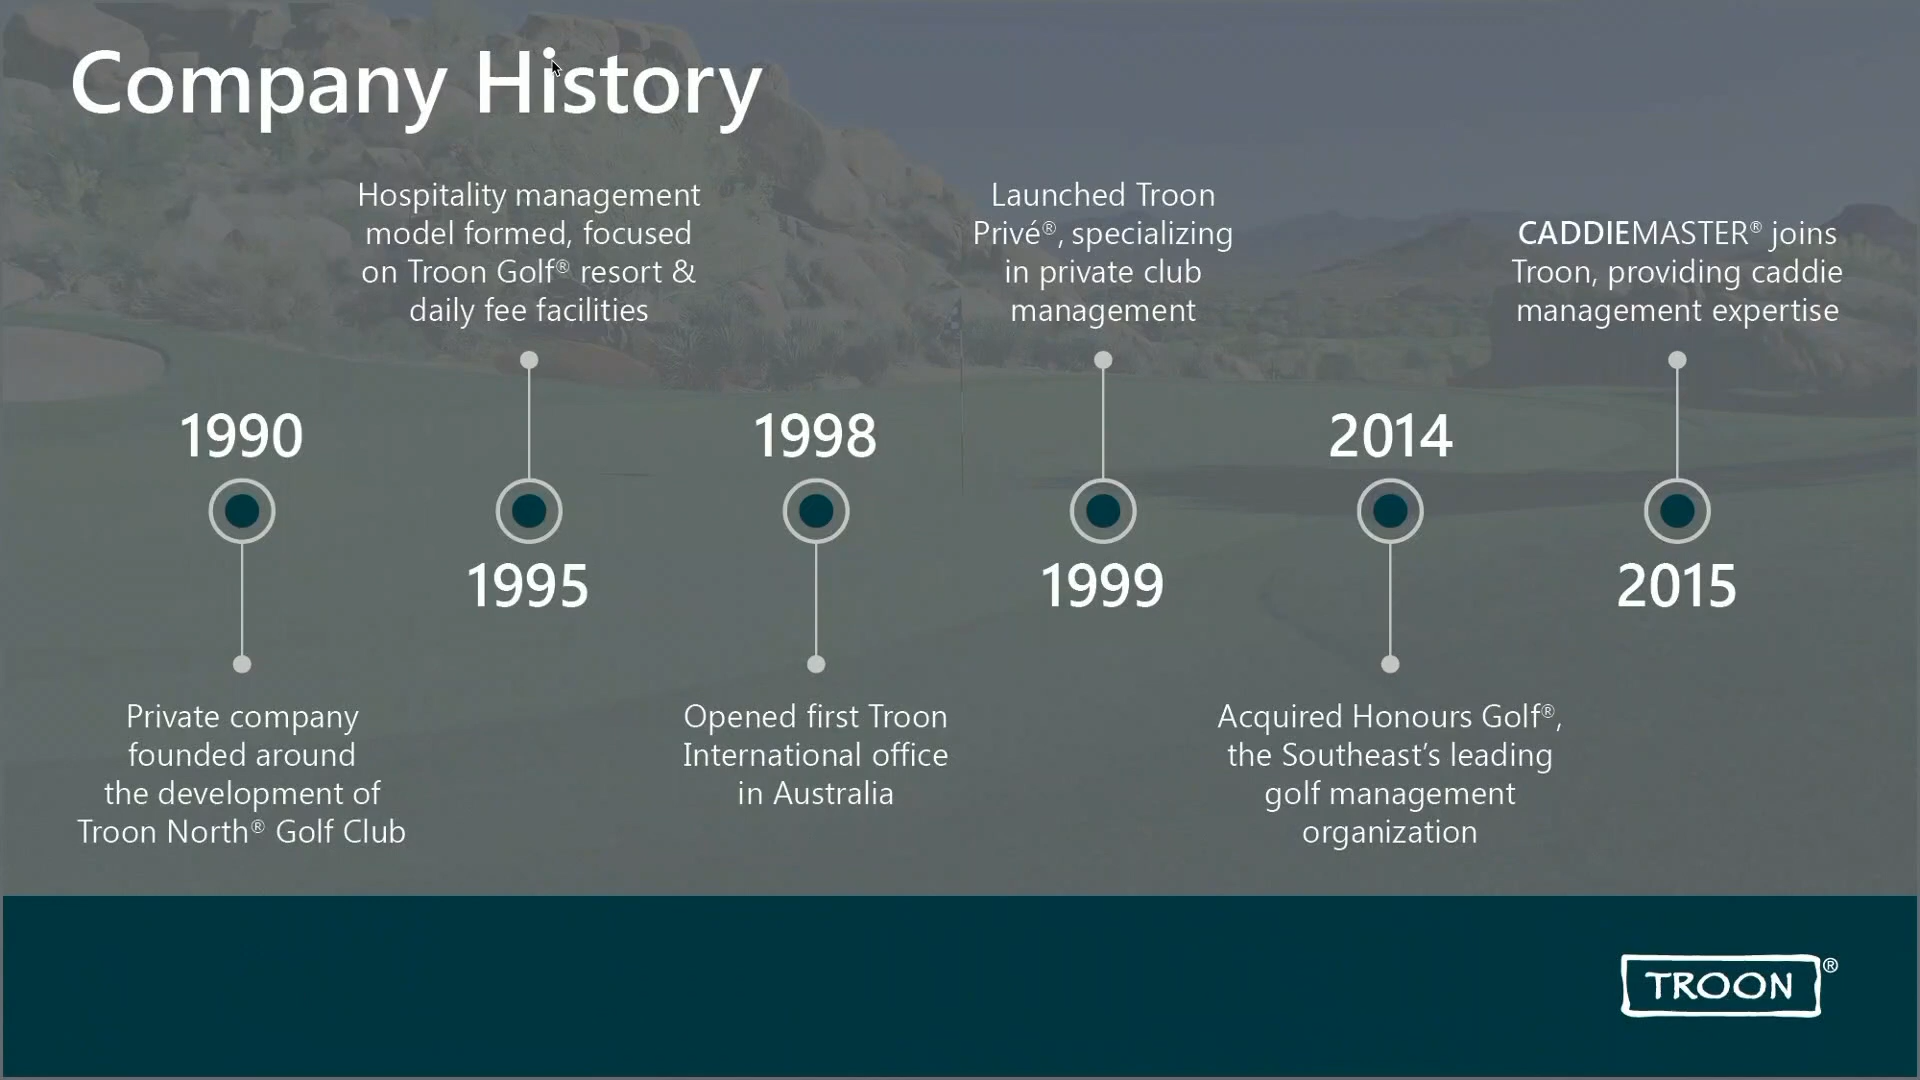 Company History
Hospitality management
model formed, focused
on Troon Golf® resort &
daily fee facilities
Launched Troon
Privé®, specializing
in private club
management
CADDIEMASTER® joins
Troon, providing caddie
management expertise
1990
1998
2014
1995
1999
2015
Private company
founded around
the development of
Troon North® Golf Club
Opened first Troon
International office
in Australia
Acquired Honours Golf®,
the Southeast’s leading
golf management
organization
TROON®